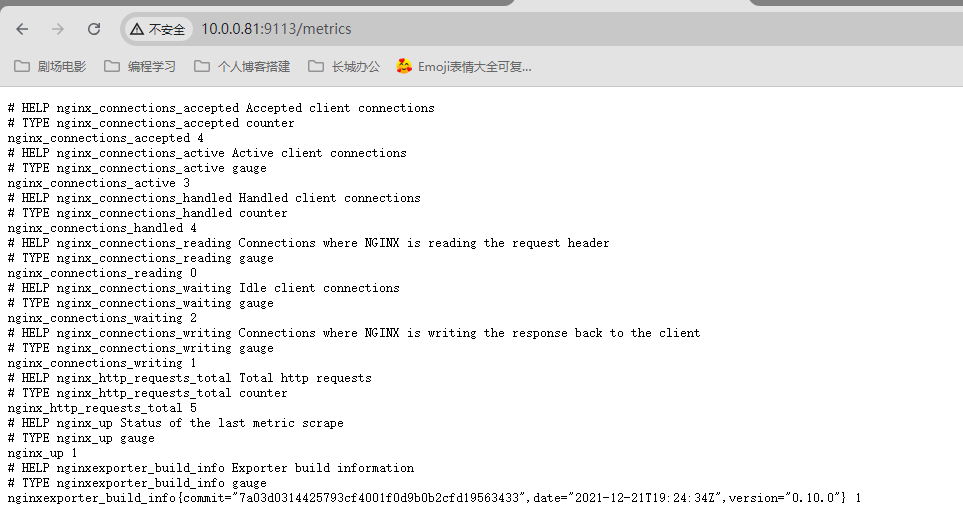 不安全 10.0.0.81:9113/metrics
剧场电影 编程学习 个人博客搭建 长城办公 Emoji表情大全可复...
# HELP nginx_connections_accepted Accepted client connections
# TYPE nginx_connections_accepted counter
nginx_connections_accepted 4
# HELP nginx_connections_active Active client connections
# TYPE nginx_connections_active gauge
nginx_connections_active 3
# HELP nginx_connections_handled Handled client connections
# TYPE nginx_connections_handled counter
nginx_connections_handled 4
# HELP nginx_connections_reading Connections where NGINX is reading the request header
# TYPE nginx_connections_reading gauge
nginx_connections_reading 0
# HELP nginx_connections_waiting Idle client connections
# TYPE nginx_connections_waiting gauge
nginx_connections_waiting 2
# HELP nginx_connections_writing Connections where NGINX is writing the response back to the client
# TYPE nginx_connections_writing gauge
nginx_connections_writing 1
# HELP nginx_http_requests_total Total http requests
# TYPE nginx_http_requests_total counter
nginx_http_requests_total 5
# HELP nginx_up Status of the last metric scrape
# TYPE nginx_up gauge
nginx_up 1
# HELP nginxexporter_build_info Exporter build information
# TYPE nginxexporter_build_info gauge
nginxexporter_build_info{commit="7a03d0314425793cf4001f0d9b0b2cfd19563433",date="2021-12-21T19:24:34Z",version="0.10.0"} 1